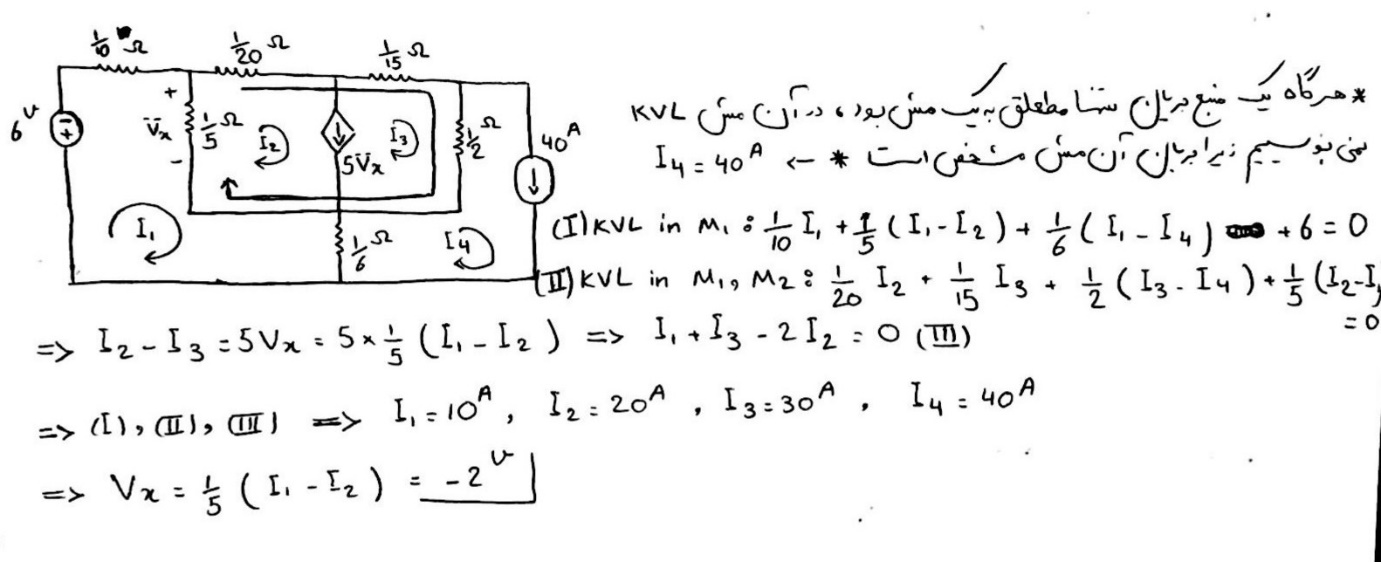 1/10 Ω
1/20 Ω
1/15 Ω
6ᵛ
+
Vx
-
1/5 Ω
I₂
5Vx
I₃
1/2 Ω
40ᴬ
I₁
1/6 Ω
I₄
* هرگاه یک منبع جریان تنها مطعلق به یک مش بود، در آن مش KVL
نمی نویسیم زیرا جریان آن مش مشخص است * ← I₄ = 40ᴬ
(I) KVL in M₁ : 1/10 I₁ + 1/5 (I₁ - I₂) + 1/6 (I₁ - I₄) + 6 = 0
(II) KVL in M₁, M₂ : 1/20 I₂ + 1/15 I₃ + 1/2 (I₃ - I₄) + 1/5 (I₂ - I
= 0
=> I₂ - I₃ = 5Vx = 5 × 1/5 (I₁ - I₂) => I₁ + I₃ - 2I₂ = 0 (III)
=> (I), (II), (III) => I₁ = 10ᴬ, I₂ = 20ᴬ, I₃ = 30ᴬ, I₄ = 40ᴬ
=> Vx = 1/5 (I₁ - I₂) = -2ᵛ